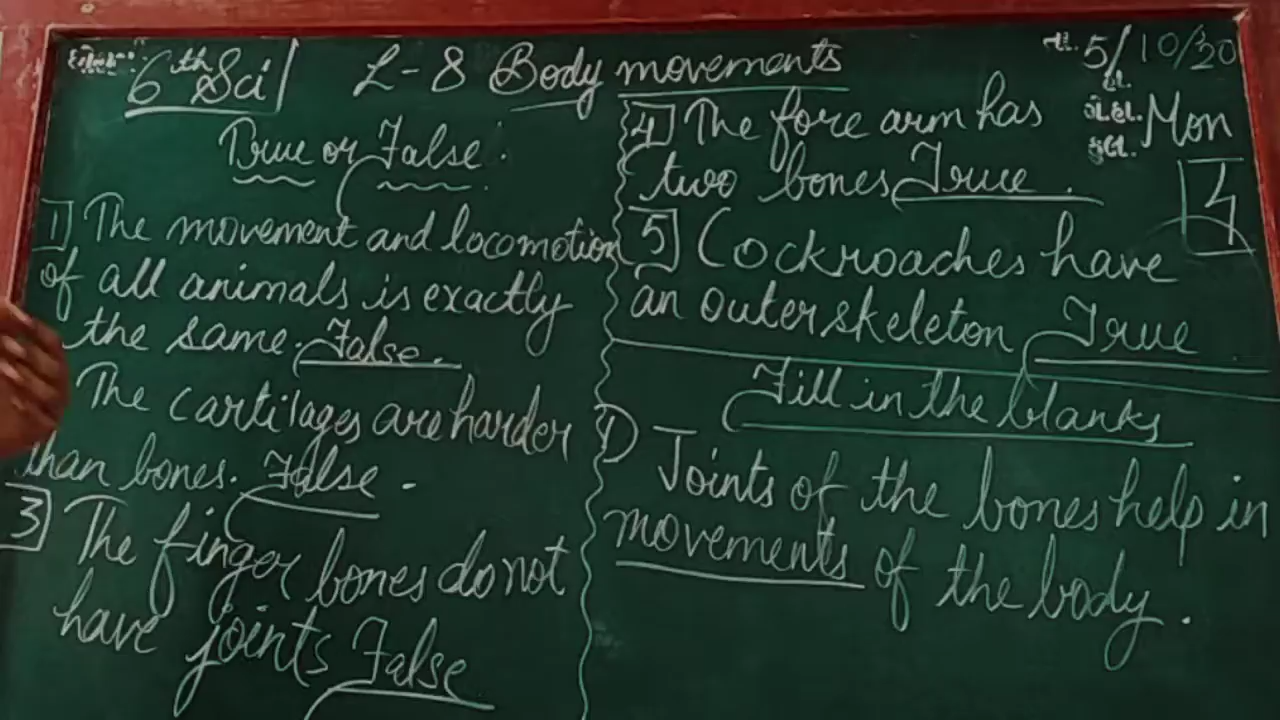 6th Sci
L-8 Body movements
તા. 5/10/20
Mon
4
True or False.
1] The movement and locomotion
of all animals is exactly
the same. False.
The cartilages are harder
than bones. False.
3] The finger bones do not
have joints False
4] The fore arm has
two bones True.
5] Cockroaches have
an outer skeleton True
Fill in the blanks
1) Joints of the bones help in
movements of the body.